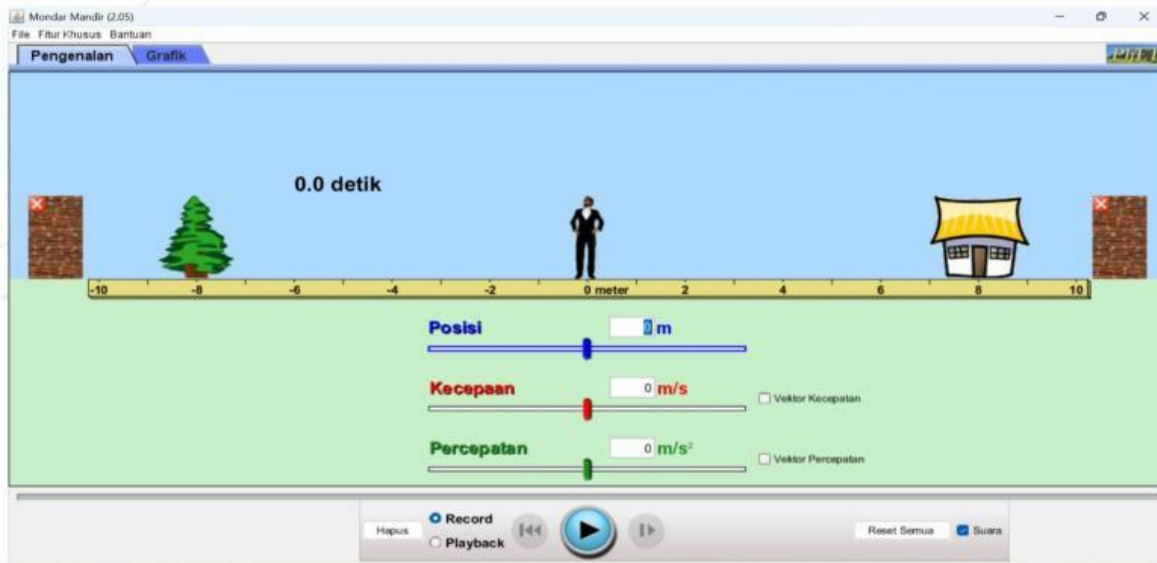 Mondar Mandir (2.05)
File Fitur Khusus Bantuan
Pengenalan Grafik
0.0 detik
-10 -8 -6 -4 -2 0 meter 2 4 6 8 10
Posisi 0 m
Kecepaan 0 m/s
Vektor Kecepatan
Percepatan 0 m/s²
Vektor Percepatan
Hapus
Record
Playback
Reset Semua
Suara